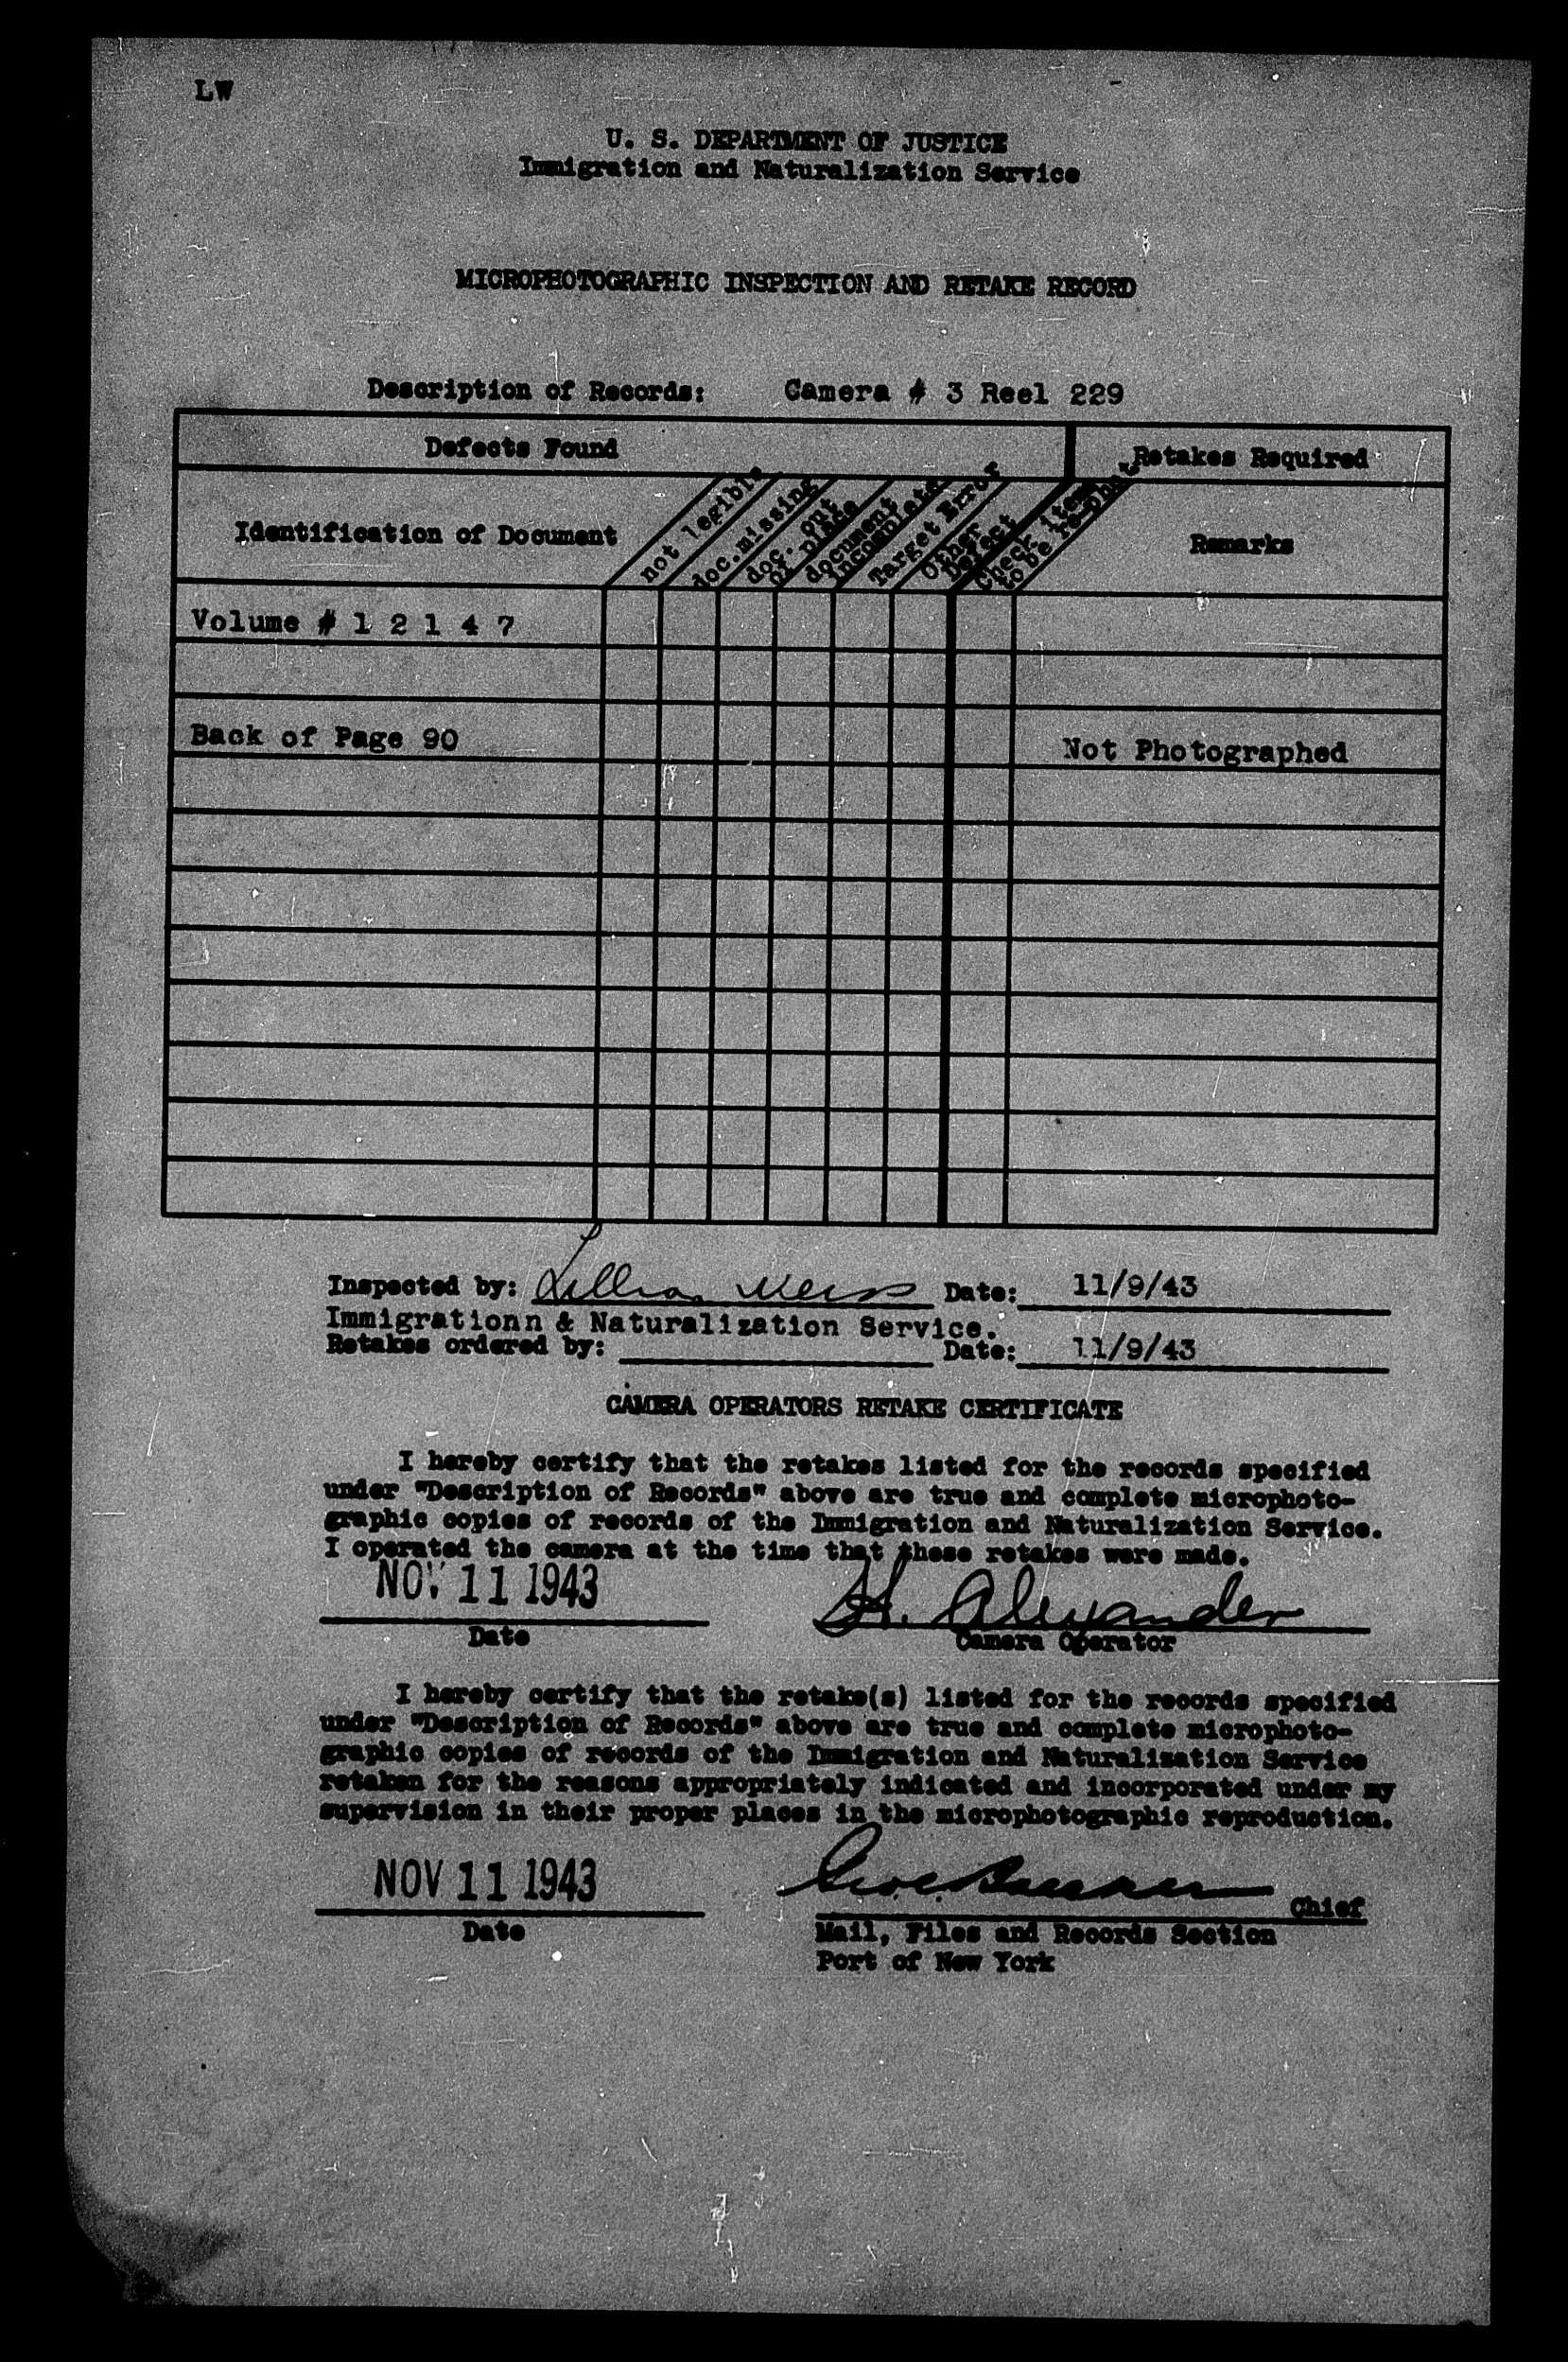 LW
U. S. DEPARTMENT OF JUSTICE
Immigration and Naturalization Service
MICROPHOTOGRAPHIC INSPECTION AND RETAKE RECORD
Description of Records: Camera # 3 Reel 229
Defects Found Retakes Required
Identification of Document
not legible
doc.missing
doc. out
of place
document
incomplete
Target Error
Other
Defect
Check item
to be re-pho
Remarks
Volume # 1 2 1 4 7
Back of Page 90 Not Photographed
Inspected by: Lillian Weiss Date: 11/9/43
Immigrationn & Naturalization Service.
Retakes ordered by: Date: 11/9/43
CAMERA OPERATORS RETAKE CERTIFICATE
I hereby certify that the retakes listed for the records specified
under "Description of Records" above are true and complete microphoto-
graphic copies of records of the Immigration and Naturalization Service.
I operated the camera at the time that these retakes were made.
NOV 11 1943 H. Alexander
Date Camera Operator
I hereby certify that the retake(s) listed for the records specified
under "Description of Records" above are true and complete microphoto-
graphic copies of records of the Immigration and Naturalization Service
retaken for the reasons appropriately indicated and incorporated under my
supervision in their proper places in the microphotographic reproduction.
NOV 11 1943 Chief
Date Mail, Files and Records Section
Port of New York